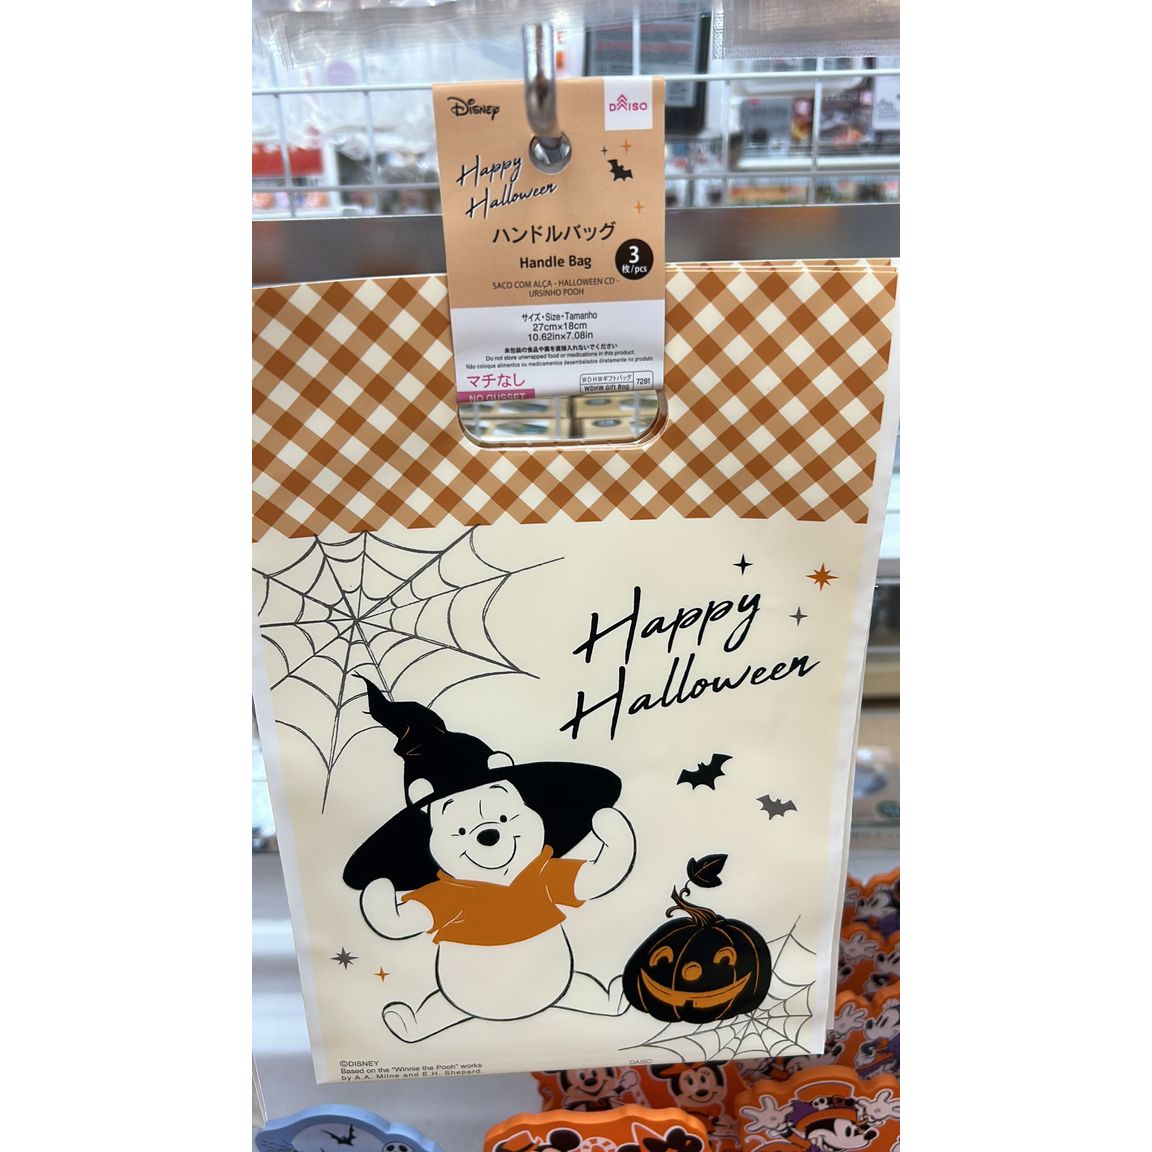 Disney
DAISO
Happy
Halloween
ハンドルバッグ
Handle Bag
3
枚/pcs
SACO COM ALÇA - HALLOWEEN CD -
URSINHO POOH
サイズ・Size・Tamanho
27cm×18cm
10.62in×7.08in
未包装の食品や薬を直接入れないでください
Do not store unwrapped food or medications in this product.
Não coloque alimentos ou medicamentos desembalados diretamente no produto.
マチなし
NO GUSSET
WDHWギフトバッグ
WDHW Gift Bag
7281
Happy
Halloween
©DISNEY
Based on the "Winnie the Pooh" works
by A.A. Milne and E.H. Shepard.
DAISO